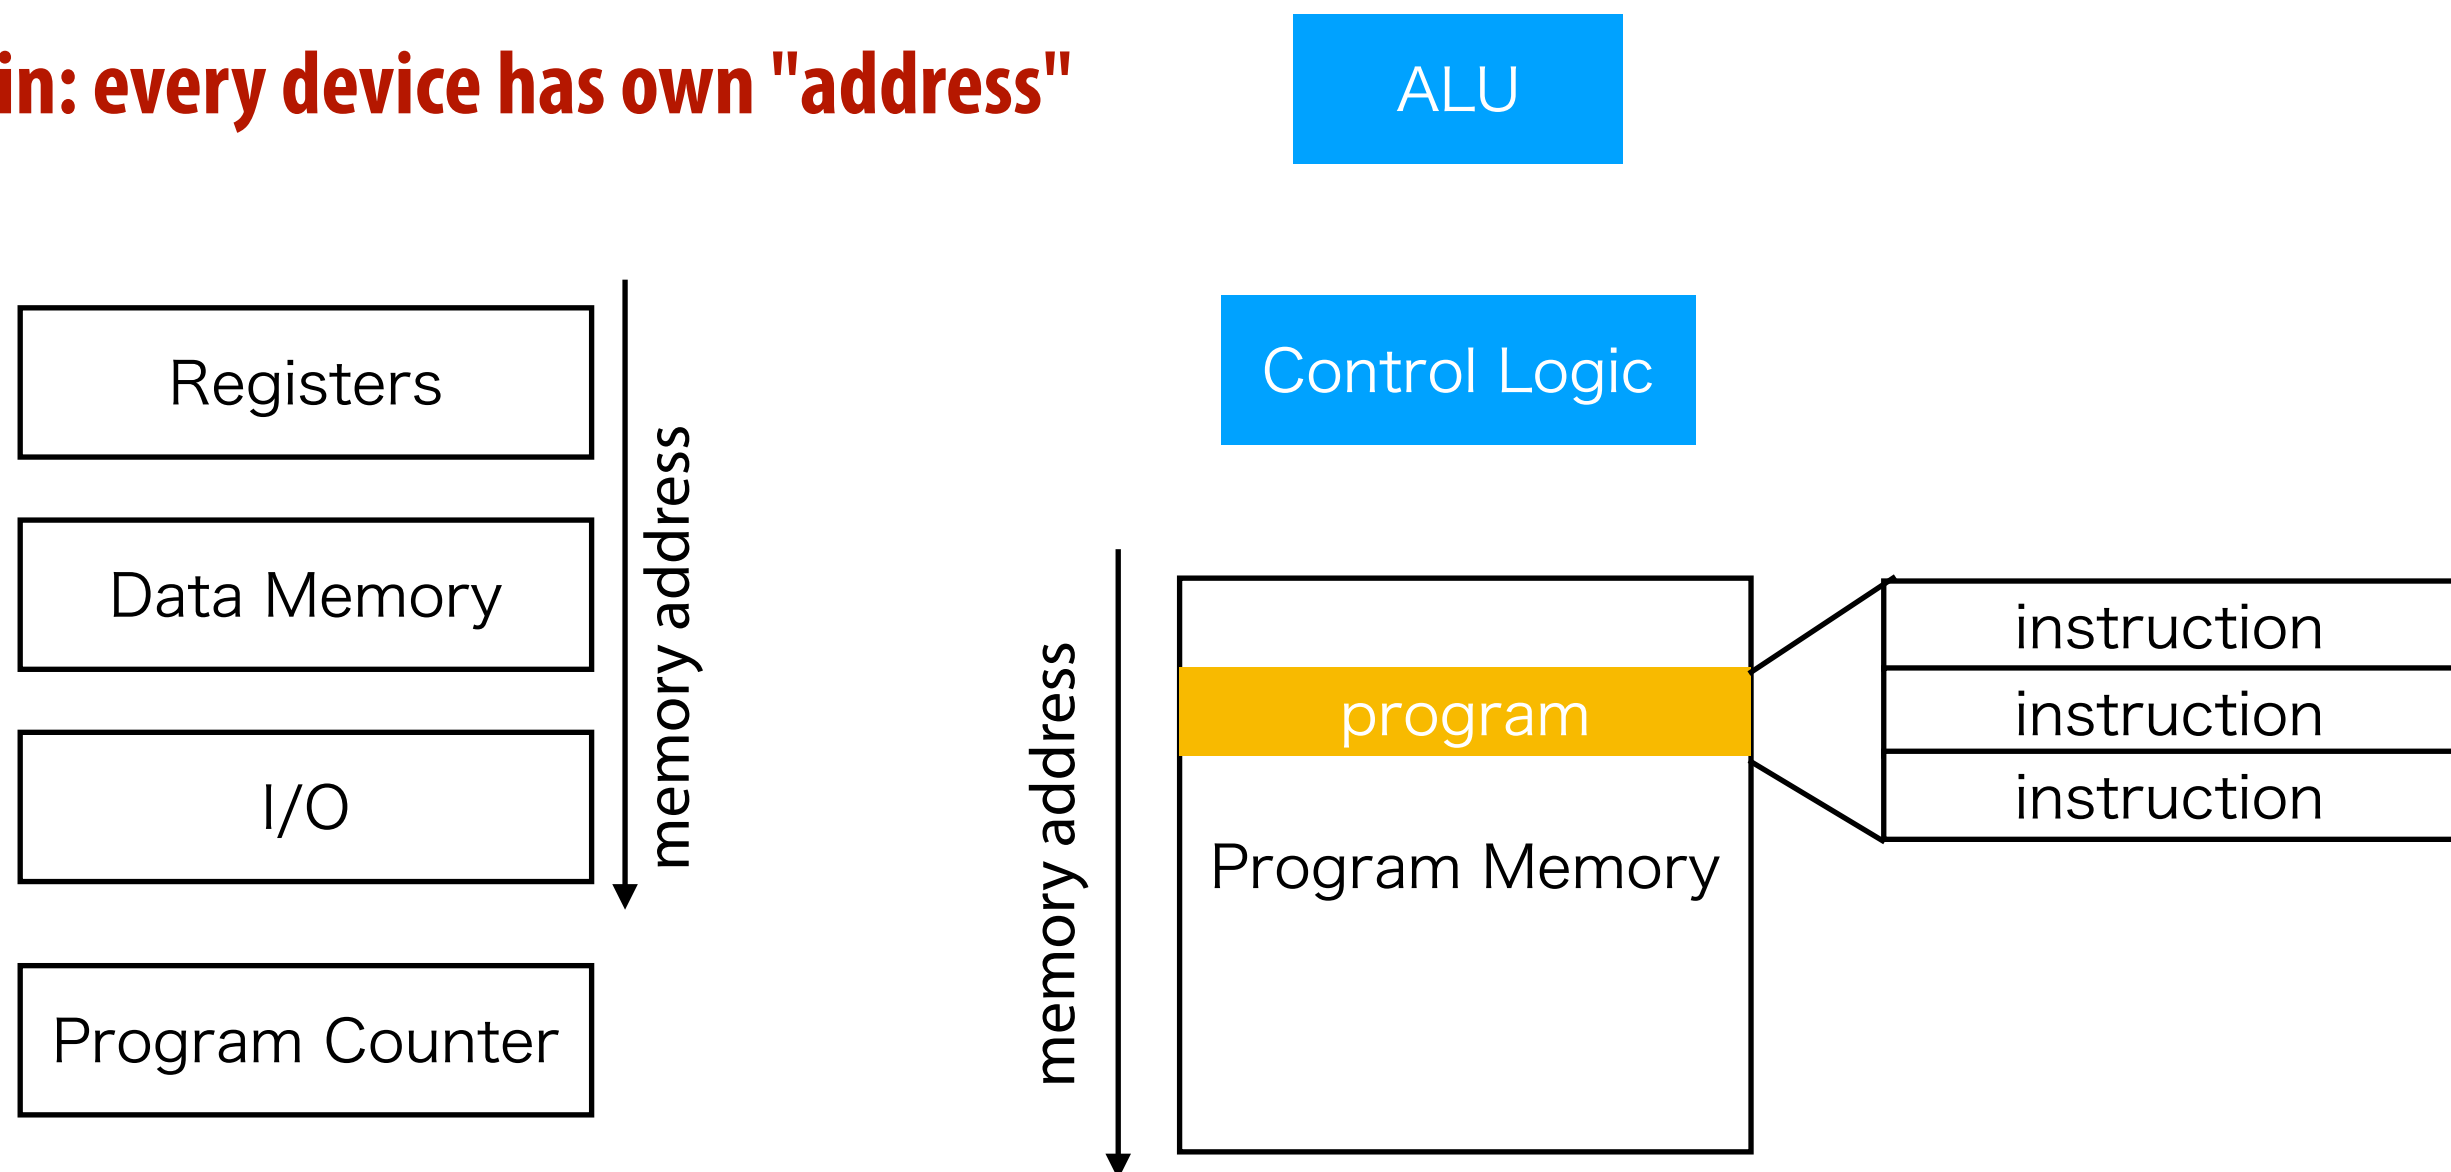 in: every device has own "address"
ALU
Registers
Data Memory
I/O
Program Counter
memory address
Control Logic
memory address
program
Program Memory
instruction
instruction
instruction